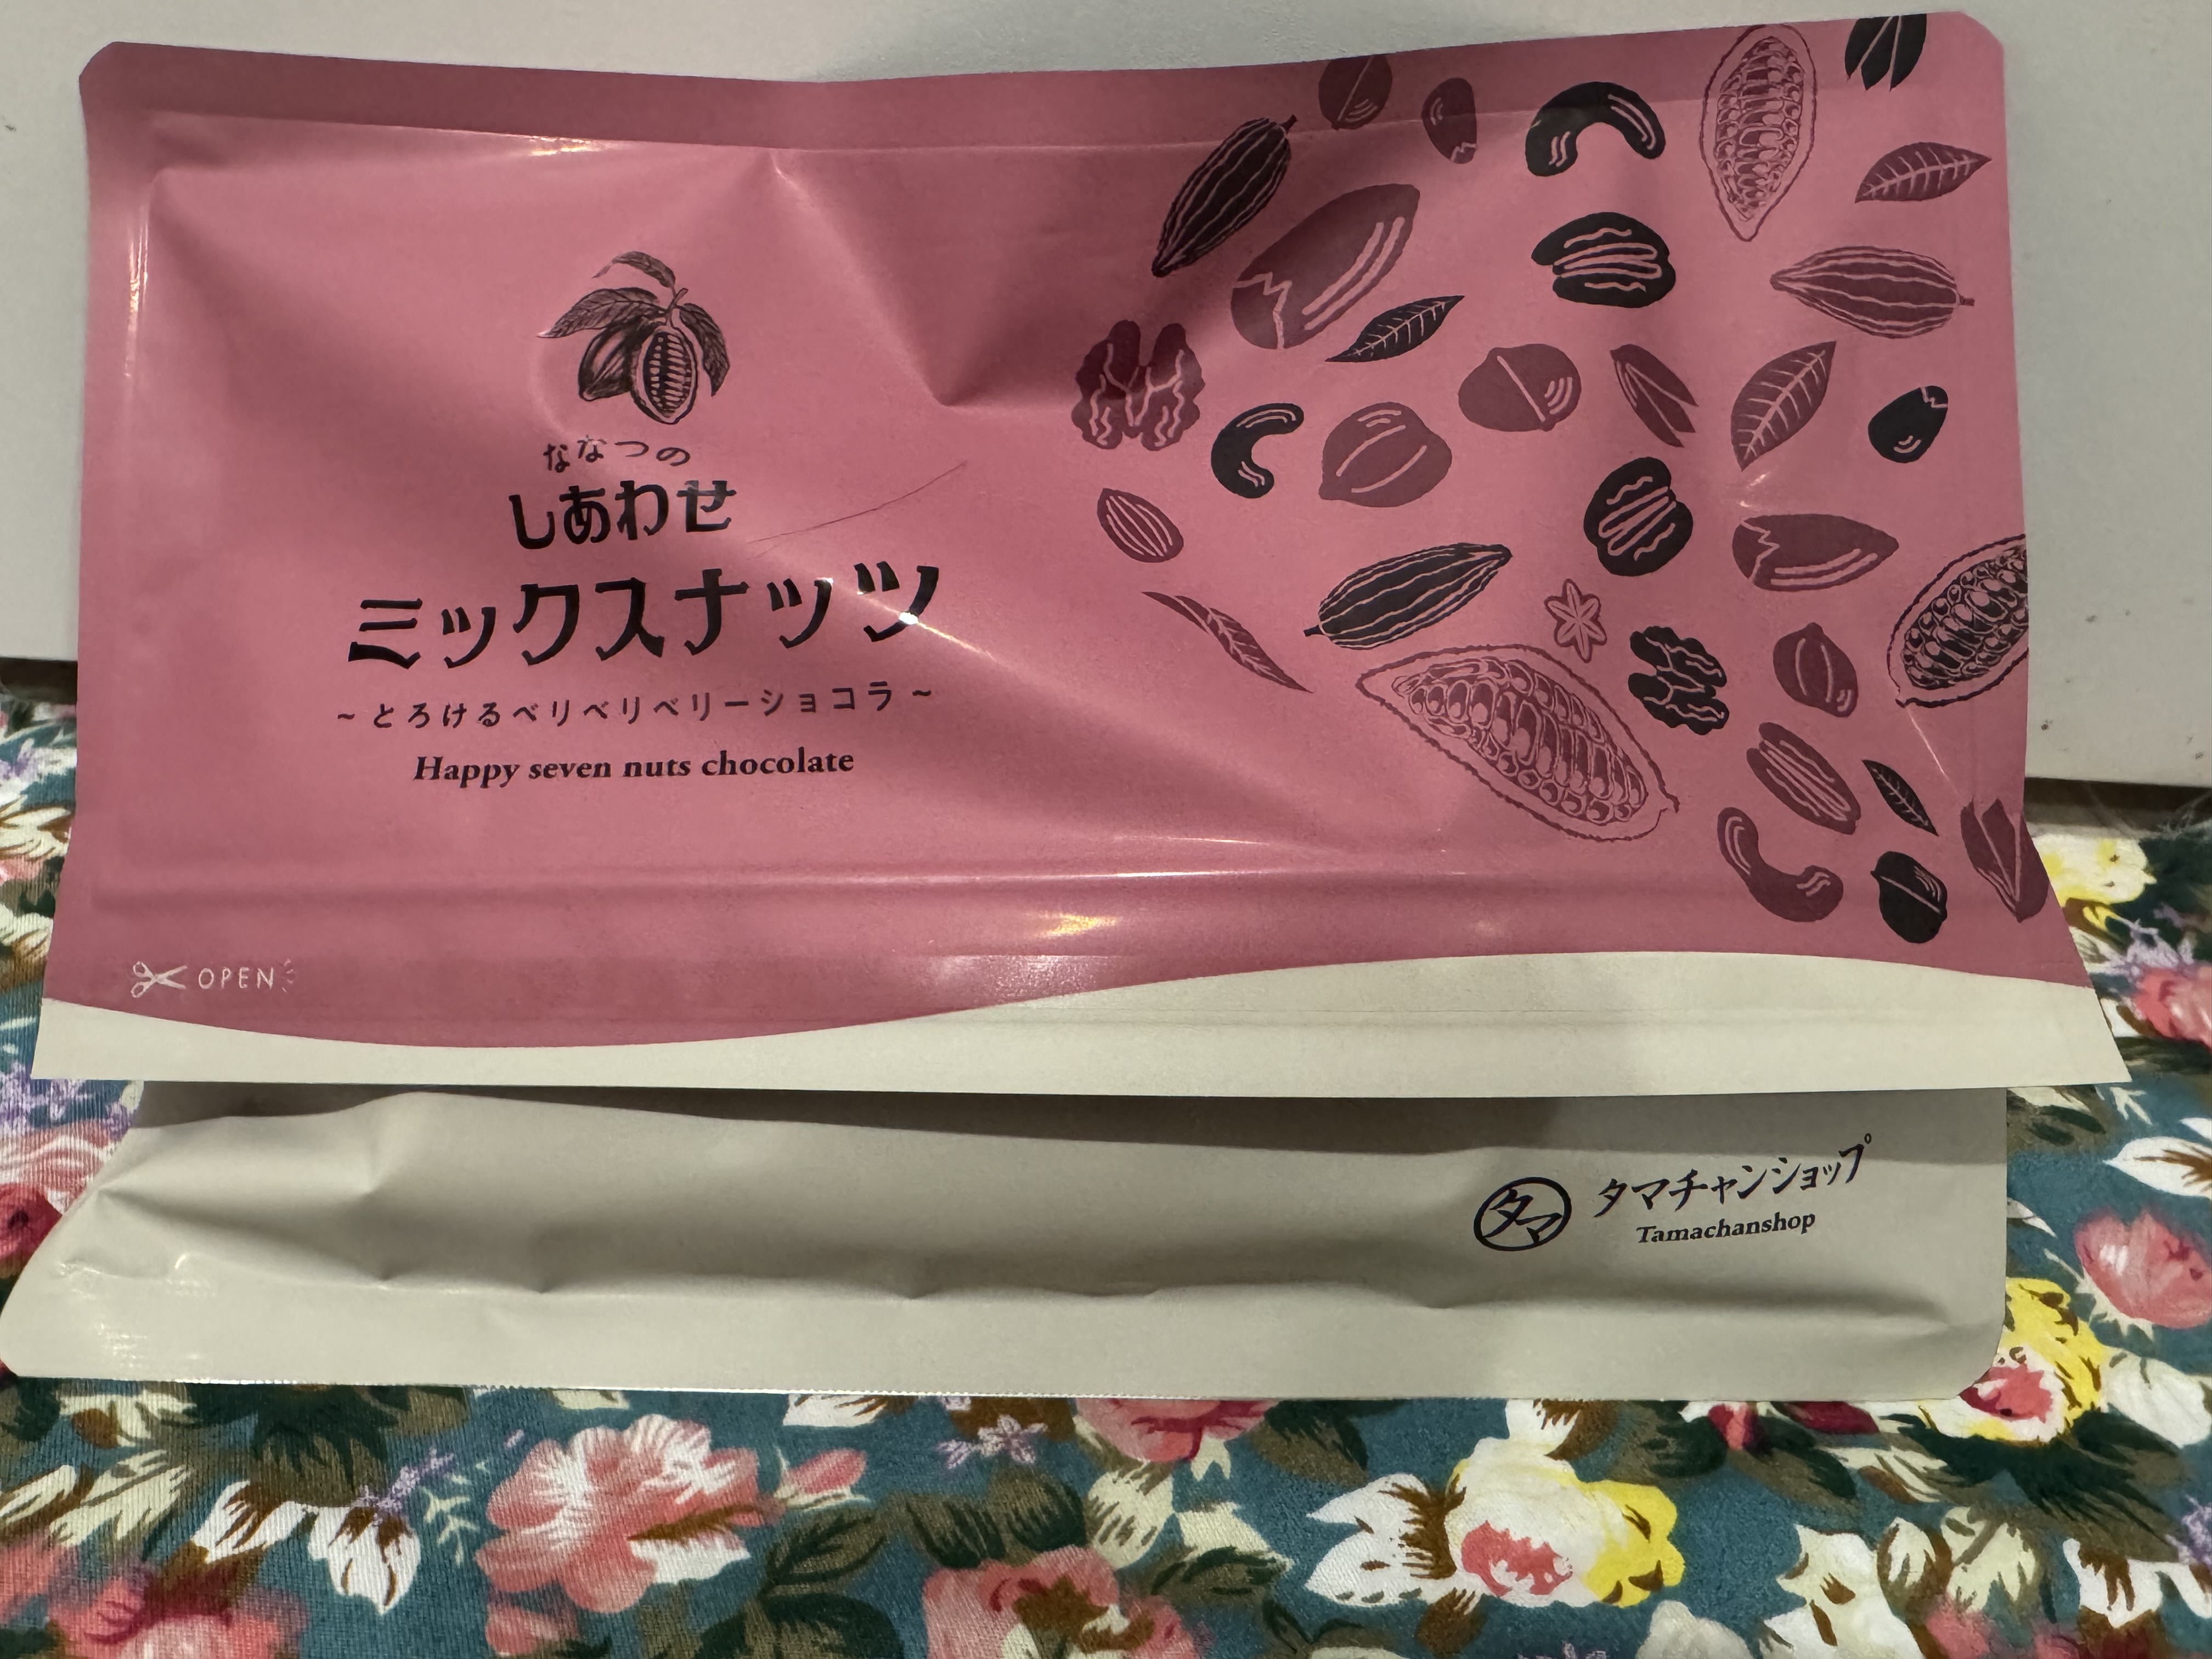 ななつの
しあわせ
ミックスナッツ
~とろけるベリベリベリーショコラ~
Happy seven nuts chocolate
OPEN
タマ
タマチャンショップ
Tamachanshop